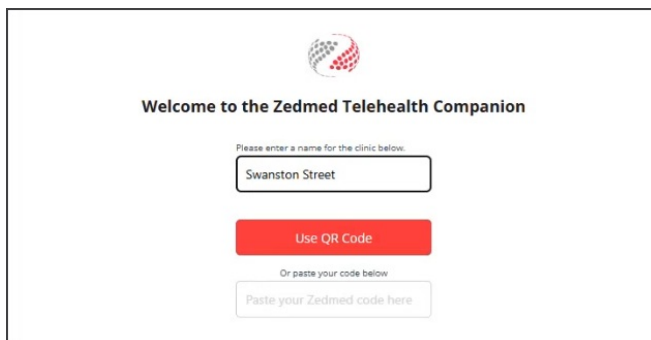 Welcome to the Zedmed Telehealth Companion
Please enter a name for the clinic below.
Swanston Street
Use QR Code
Or paste your code below
Paste your Zedmed code here